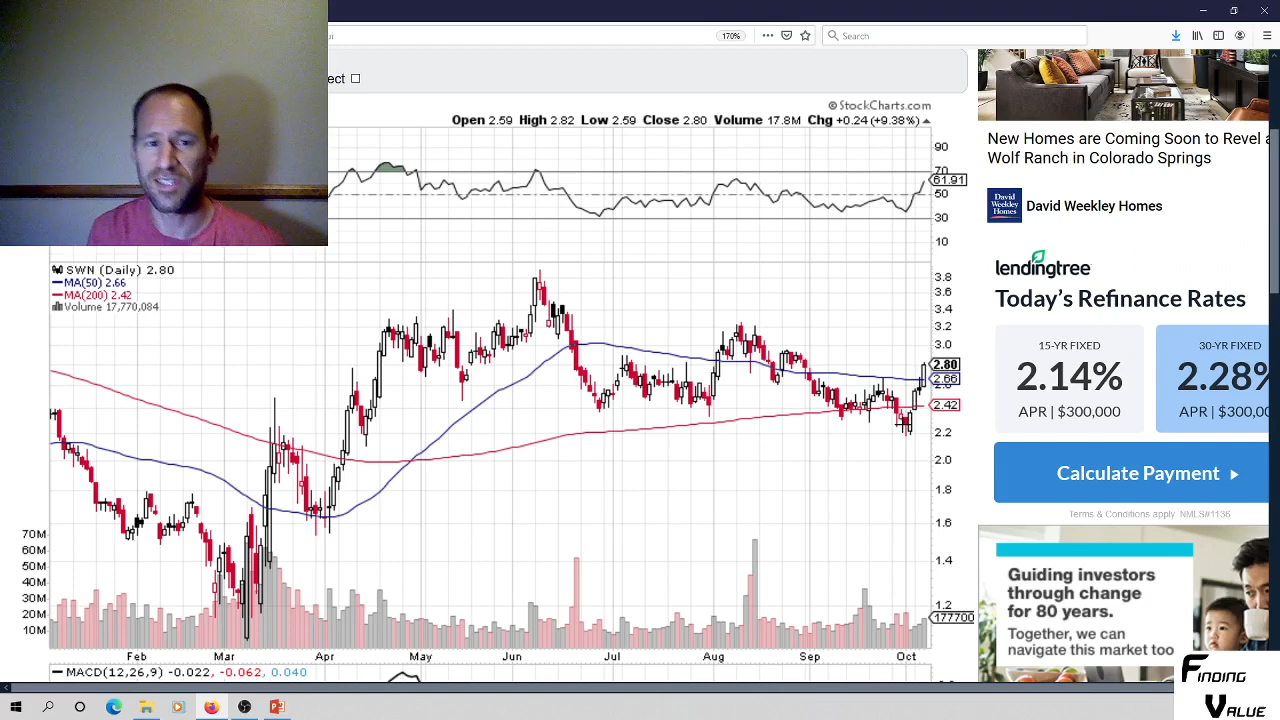 ui
170%
Search
ect
© StockCharts.com
Open 2.59 High 2.82 Low 2.59 Close 2.80 Volume 17.8M Chg +0.24 (+9.38%)
90
70
61.91
50
30
10
SWN (Daily) 2.80
MA(50) 2.66
MA(200) 2.42
Volume 17,770,084
3.8
3.6
3.4
3.2
3.0
2.80
2.66
2.42
2.2
2.0
1.8
1.6
1.4
1.2
70M
60M
50M
40M
30M
20M
10M
177700
Feb Mar Apr May Jun Jul Aug Sep Oct
MACD(12,26,9) -0.022, -0.062, 0.040
New Homes are Coming Soon to Revel a
Wolf Ranch in Colorado Springs
David
Weekley
Homes
David Weekley Homes
lendingtree
Today's Refinance Rates
15-YR FIXED
2.14%
APR | $300,000
30-YR FIXED
2.28%
APR | $300,00
Calculate Payment
Terms & Conditions apply. NMLS#1136
Guiding investors
through change
for 80 years.
Together, we can
navigate this market too
Finding
Value